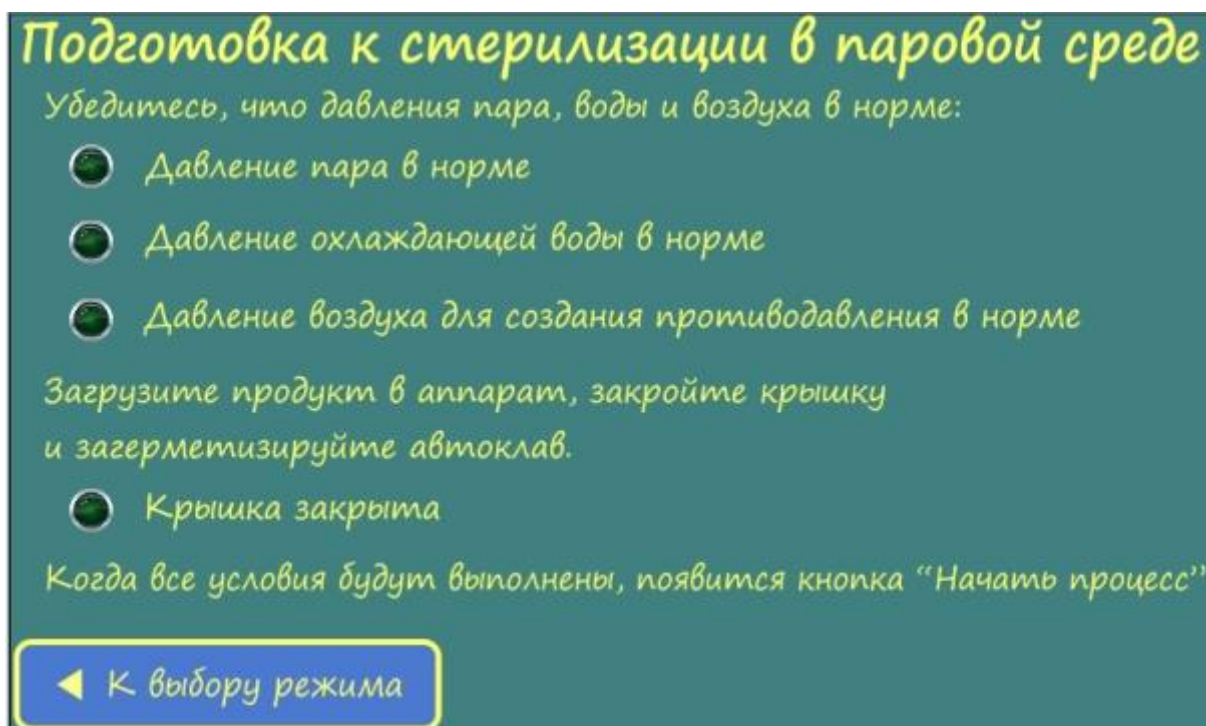 Подготовка к стерилизации в паровой среде
Убедитесь, что давления пара, воды и воздуха в норме:
Давление пара в норме
Давление охлаждающей воды в норме
Давление воздуха для создания противодавления в норме
Загрузите продукт в аппарат, закройте крышку
и загерметизируйте автоклав.
Крышка закрыта
Когда все условия будут выполнены, появится кнопка “Начать процесс”
К выбору режима